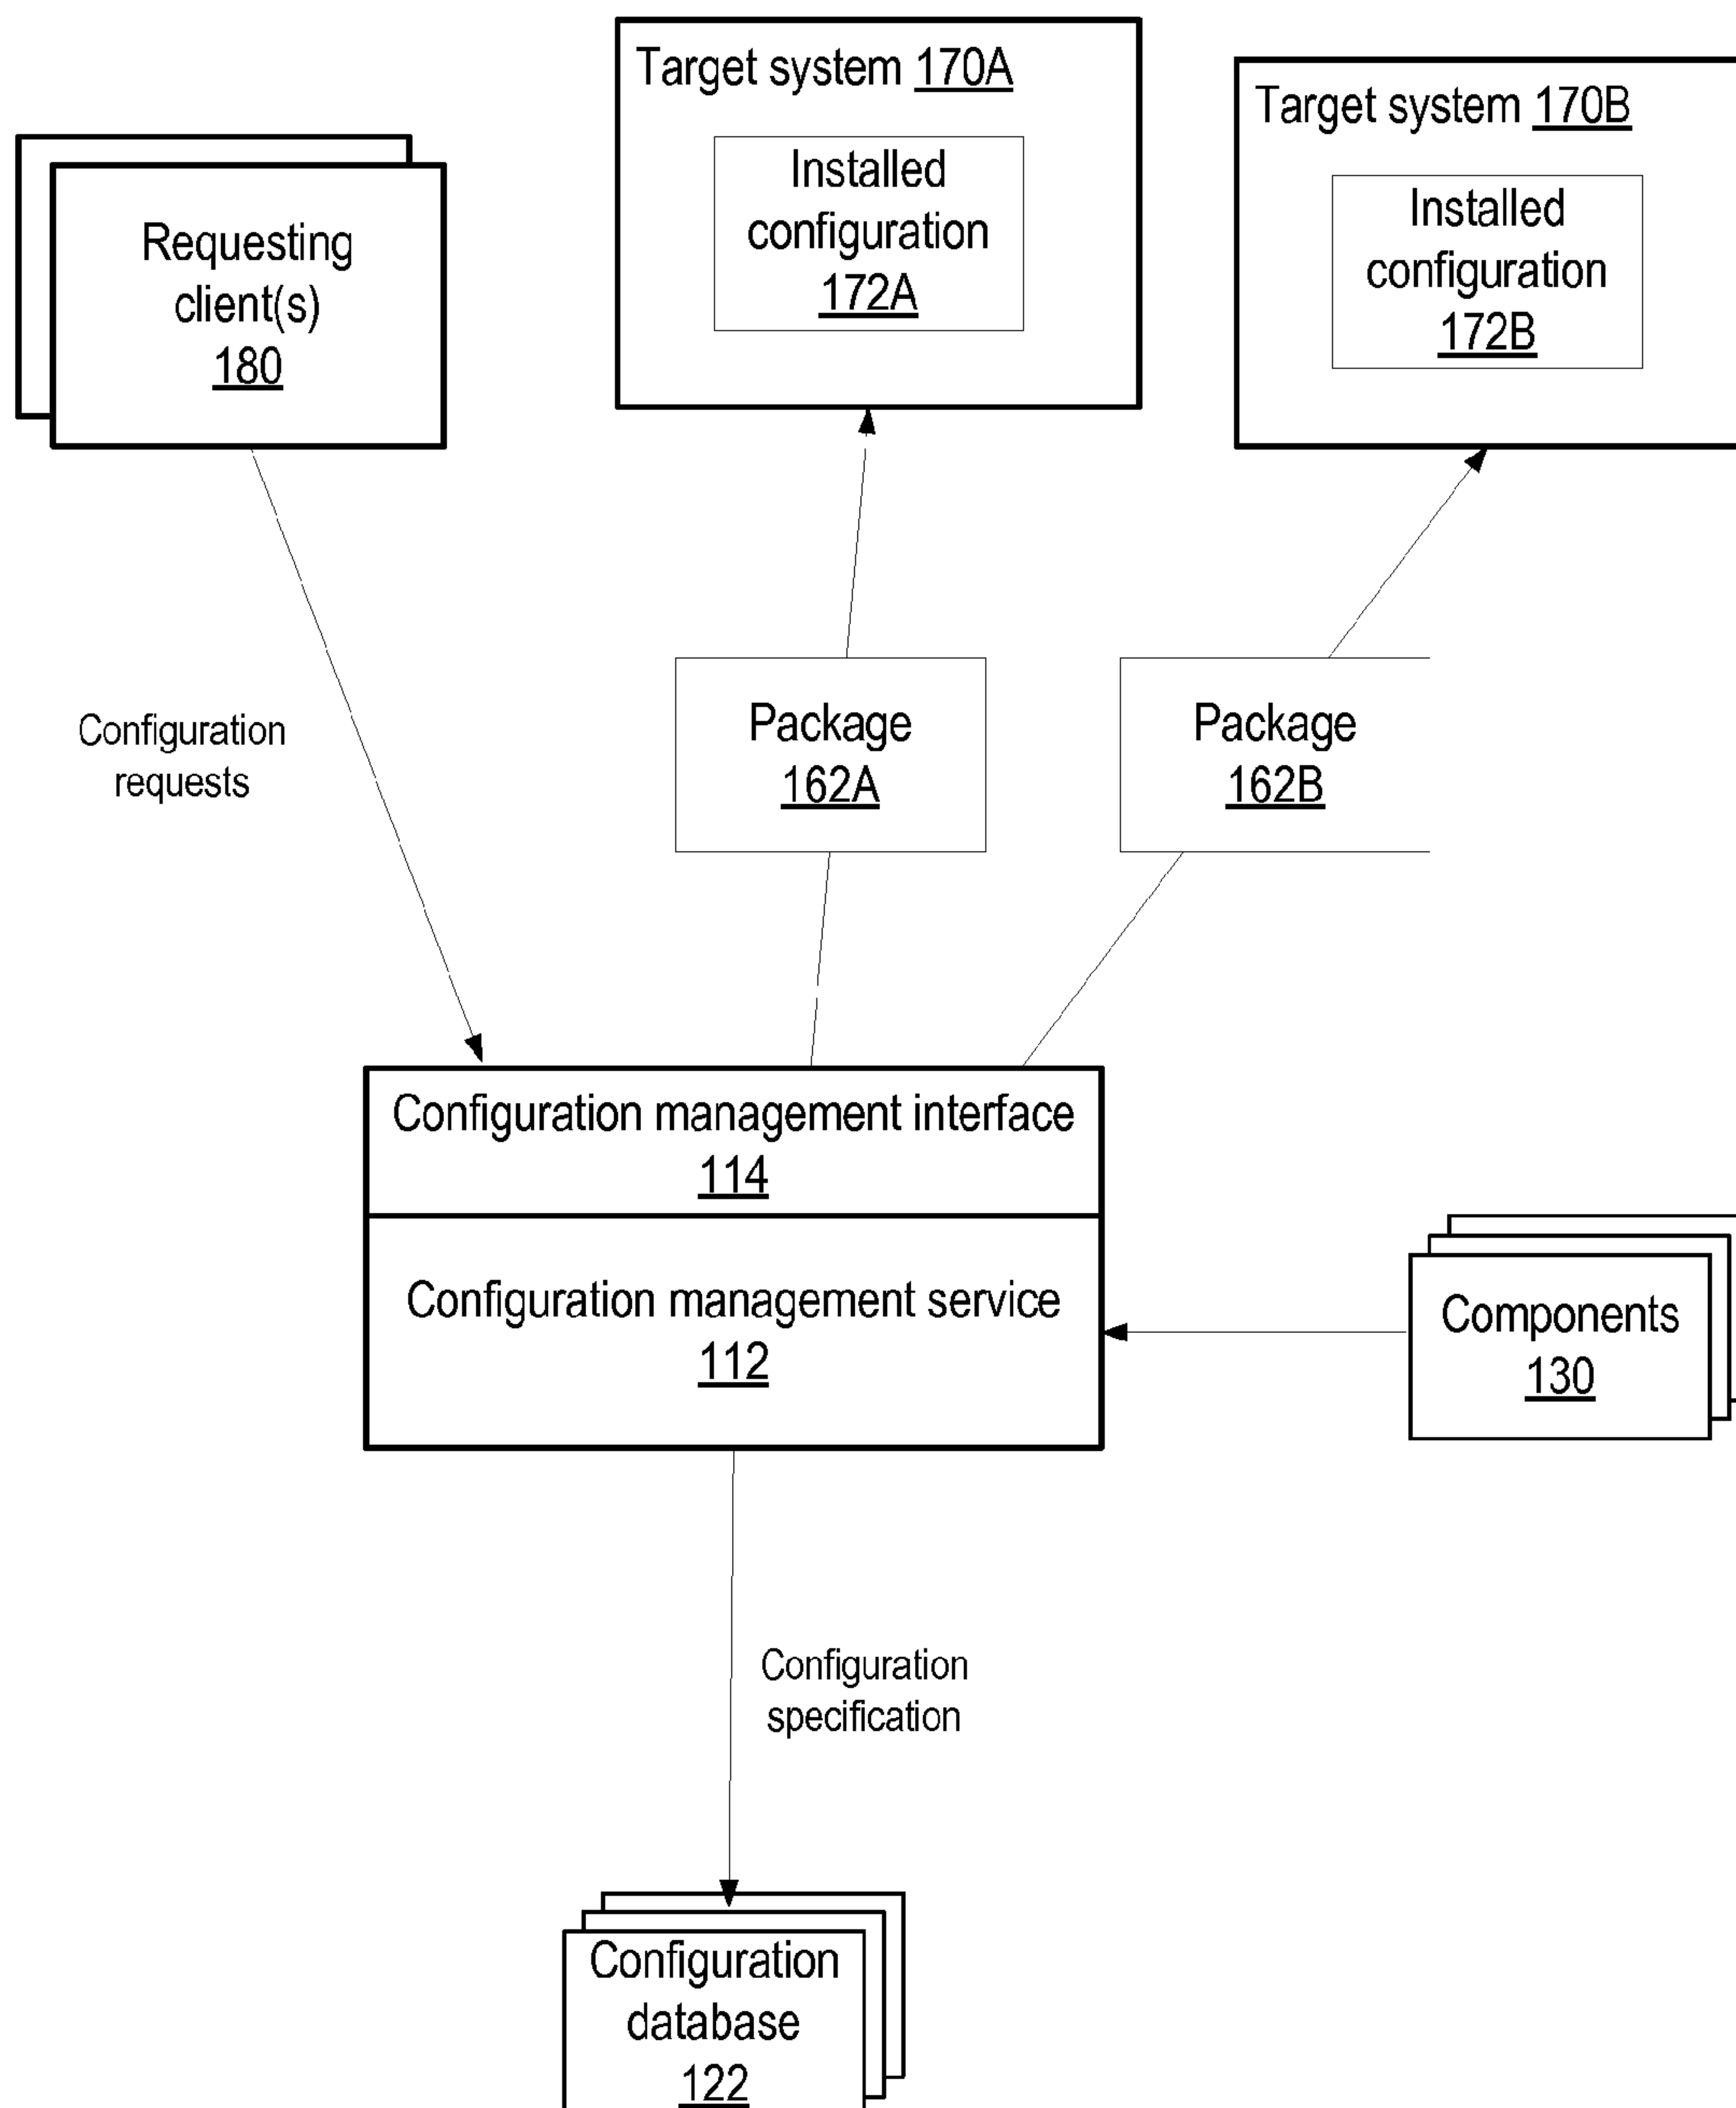 Target system 170A
Installed
configuration
172A
Target system 170B
Installed
configuration
172B
Requesting
client(s)
180
Configuration
requests
Package
162A
Package
162B
Configuration management interface
114
Configuration management service
112
Components
130
Configuration
specification
Configuration
database
122